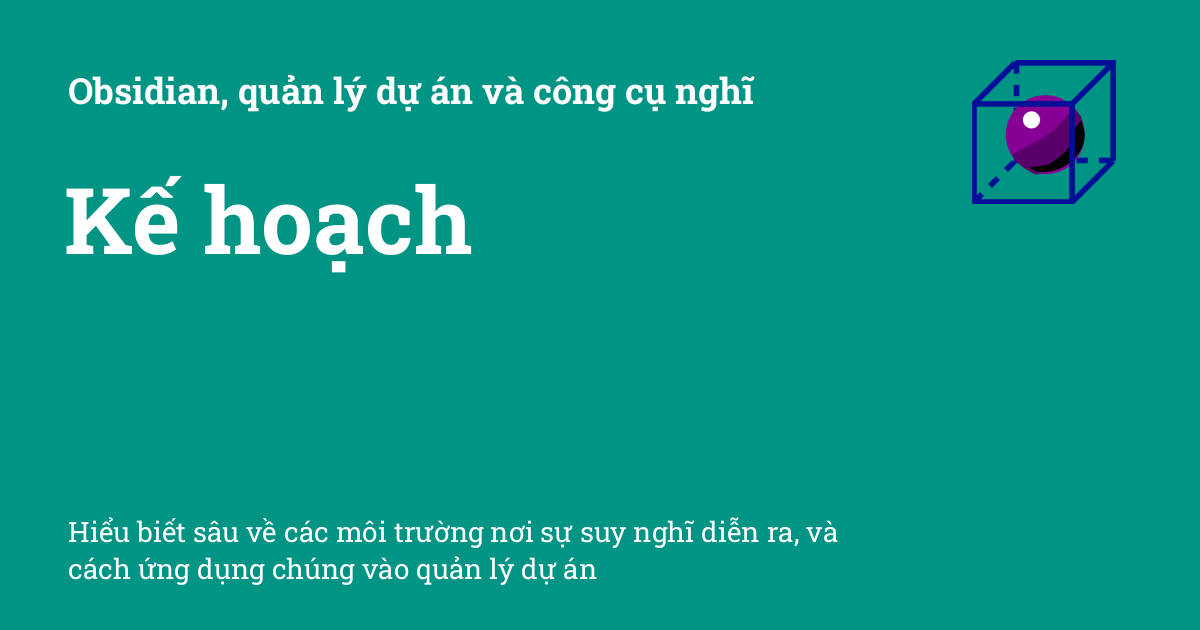 Obsidian, quản lý dự án và công cụ nghĩ
Kế hoạch
Hiểu biết sâu về các môi trường nơi sự suy nghĩ diễn ra, và
cách ứng dụng chúng vào quản lý dự án